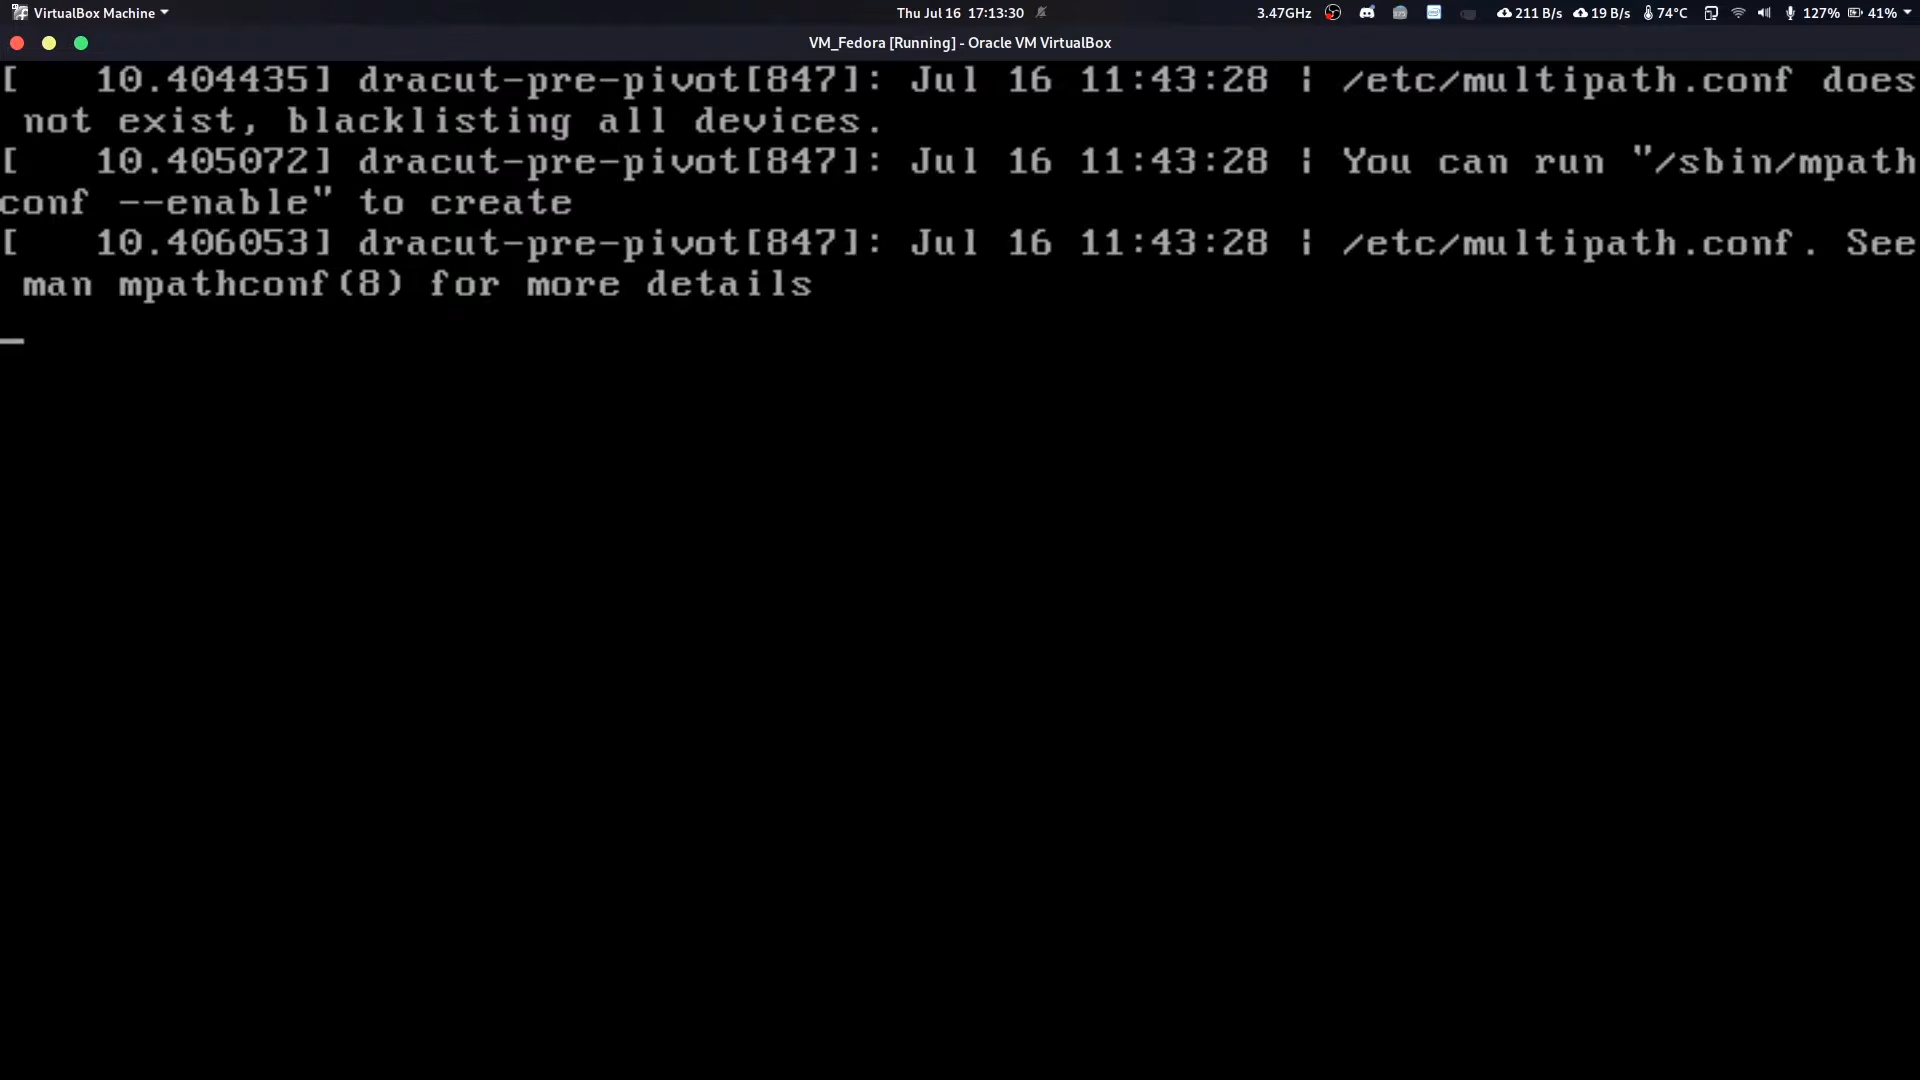 VirtualBox Machine Thu Jul 16 17:13:30 3.47GHz 211 B/s 19 B/s 74°C 127% 41%
VM_Fedora [Running] - Oracle VM VirtualBox
[   10.404435] dracut-pre-pivot[847]: Jul 16 11:43:28 | /etc/multipath.conf does
 not exist, blacklisting all devices.
[   10.405072] dracut-pre-pivot[847]: Jul 16 11:43:28 | You can run "/sbin/mpath
conf --enable" to create
[   10.406053] dracut-pre-pivot[847]: Jul 16 11:43:28 | /etc/multipath.conf. See
 man mpathconf(8) for more details